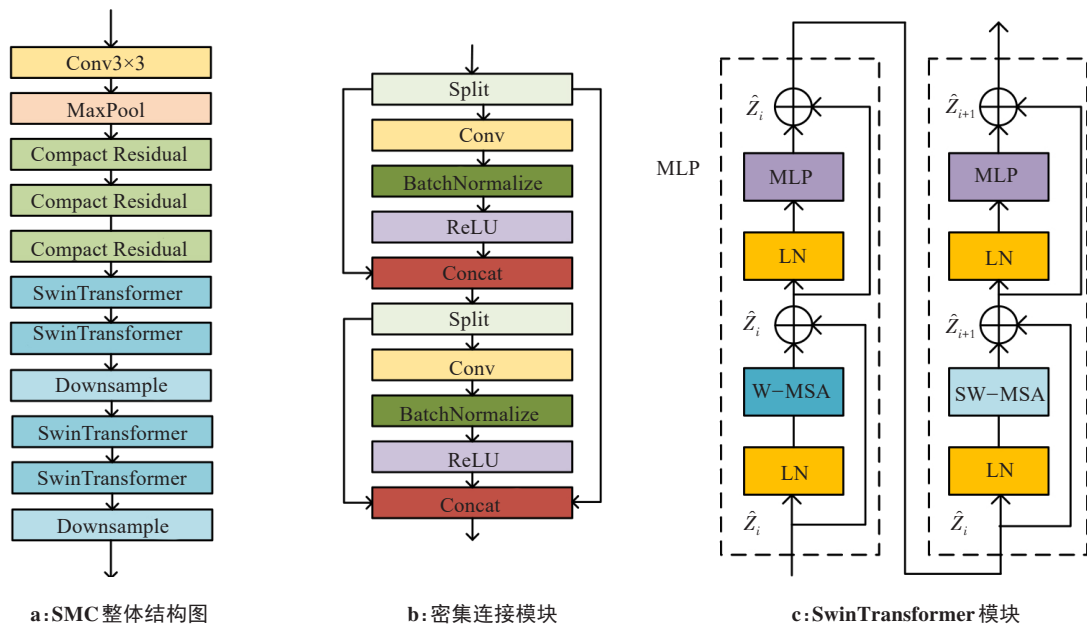 Conv3×3
MaxPool
Compact Residual
Compact Residual
Compact Residual
SwinTransformer
SwinTransformer
Downsample
SwinTransformer
SwinTransformer
Downsample
a:SMC整体结构图
Split
Conv
BatchNormalize
ReLU
Concat
Split
Conv
BatchNormalize
ReLU
Concat
b:密集连接模块
MLP
Ẑᵢ
MLP
LN
Ẑᵢ
W-MSA
LN
Ẑᵢ
Ẑᵢ₊₁
MLP
LN
Ẑᵢ₊₁
SW-MSA
LN
Ẑᵢ
c:SwinTransformer模块